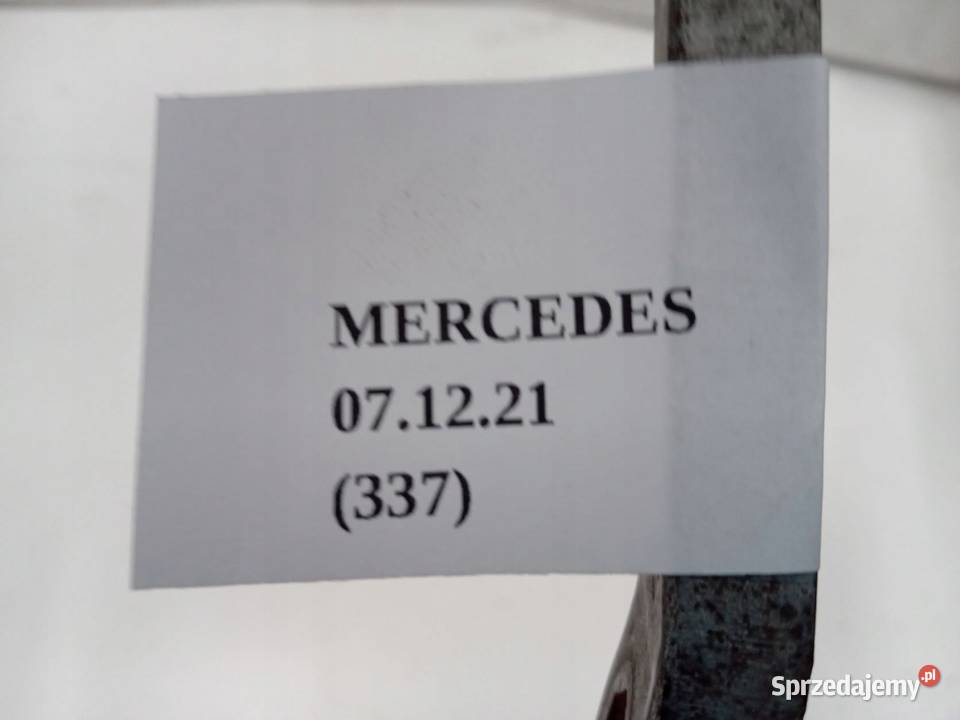 MERCEDES
07.12.21
(337)
Sprzedajemy.pl